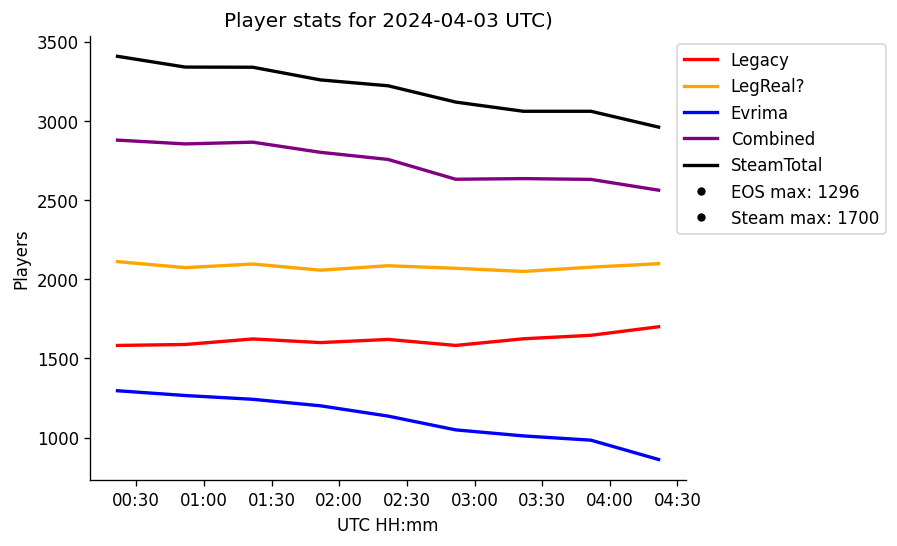 Player stats for 2024-04-03 UTC)
3500
3000
2500
2000
1500
1000
Players
00:30 01:00 01:30 02:00 02:30 03:00 03:30 04:00 04:30
UTC HH:mm
Legacy
LegReal?
Evrima
Combined
SteamTotal
EOS max: 1296
Steam max: 1700